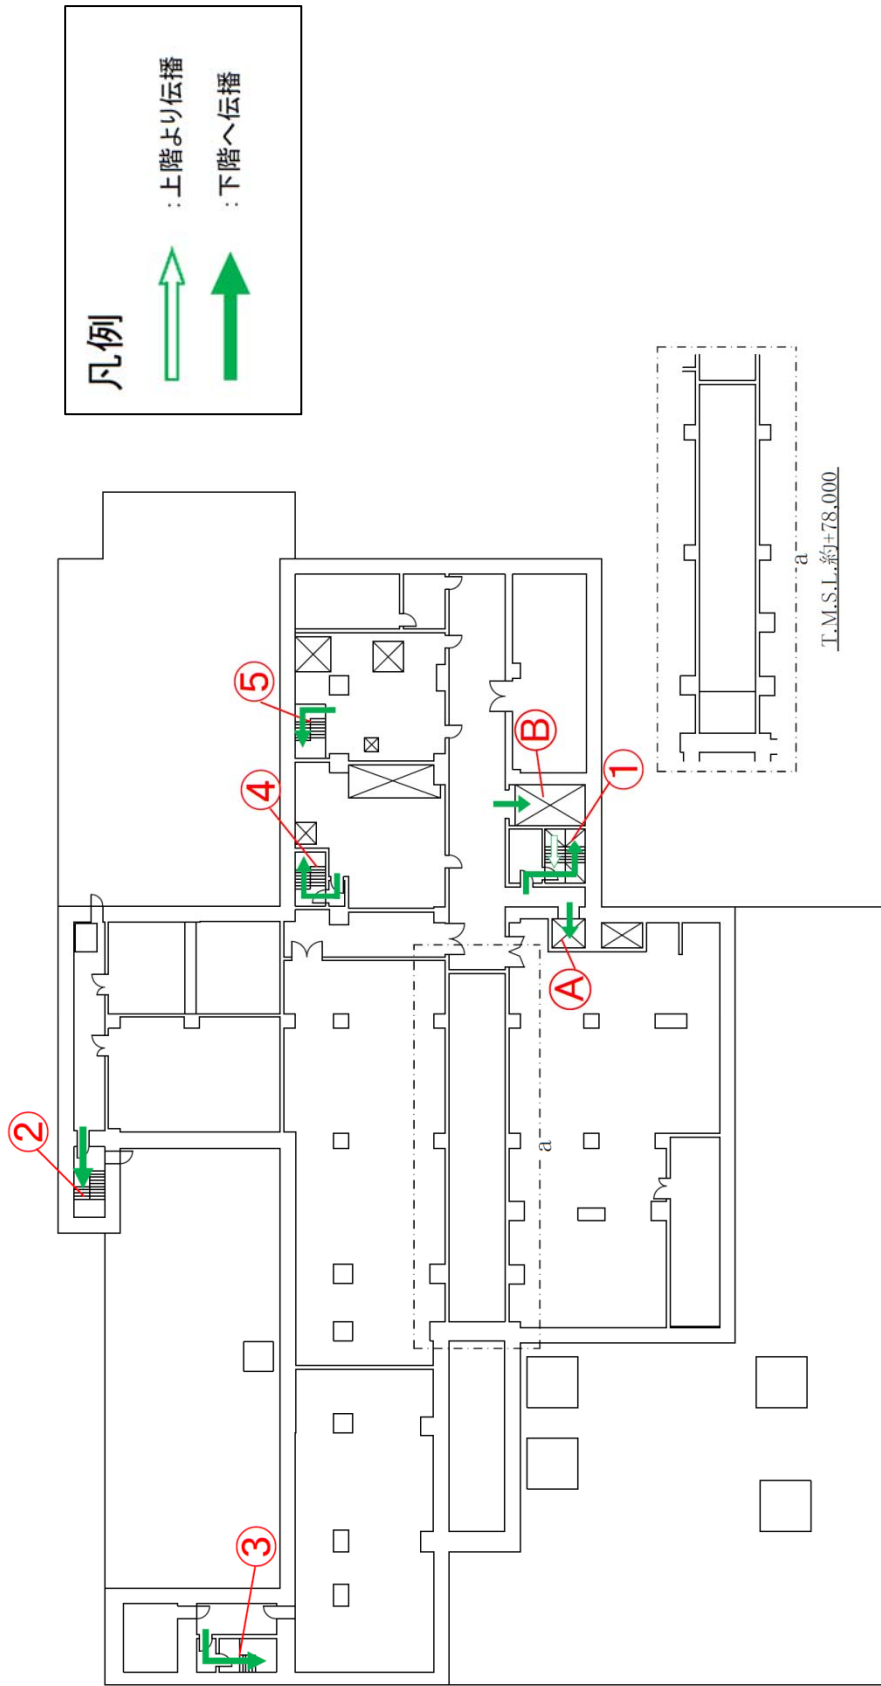 凡例
：上階より伝播
：下階へ伝播
⑤
④
Ⓑ
①
Ⓐ
②
③
a
a
T.M.S.L.約+78,000